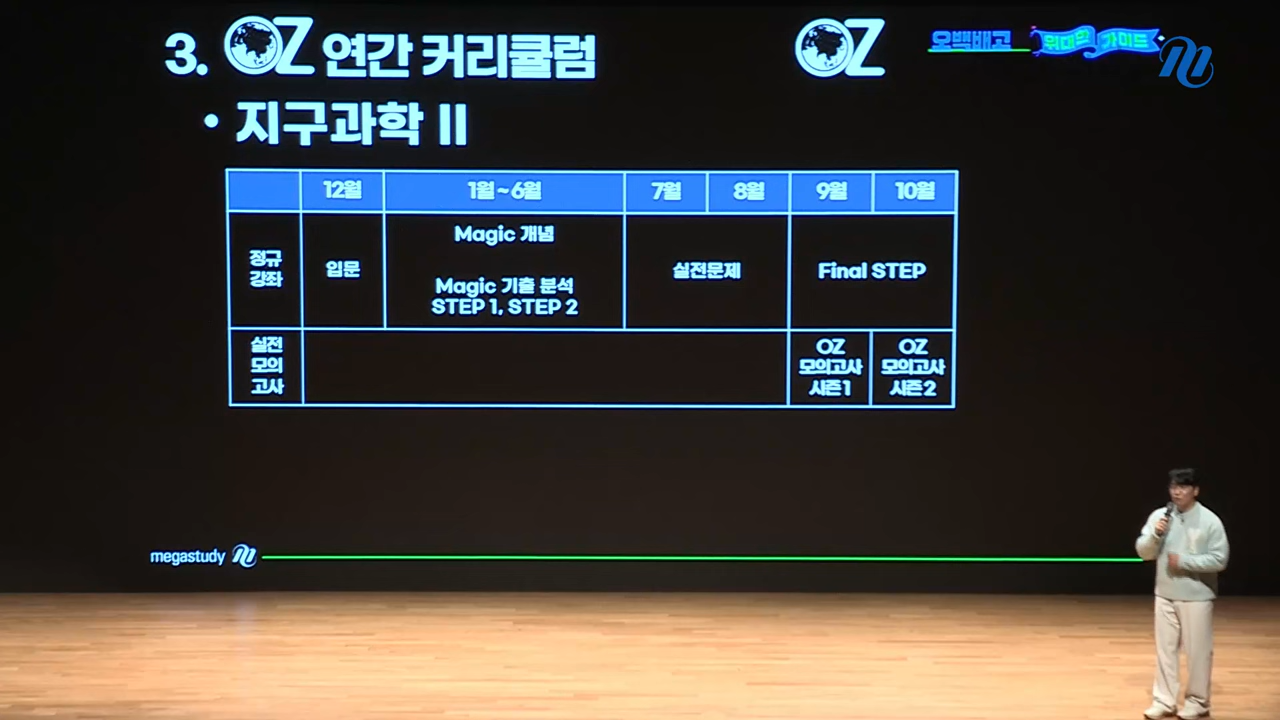 3. OZ 연간 커리큘럼
OZ
오백배고
위대한 가이드
• 지구과학 II
12월 1월~6월 7월 8월 9월 10월
정규
강좌
입문
Magic 개념
Magic 기출 분석
STEP 1, STEP 2
실전문제
Final STEP
실전
모의
고사
OZ
모의고사
시즌 1
OZ
모의고사
시즌 2
megastudy